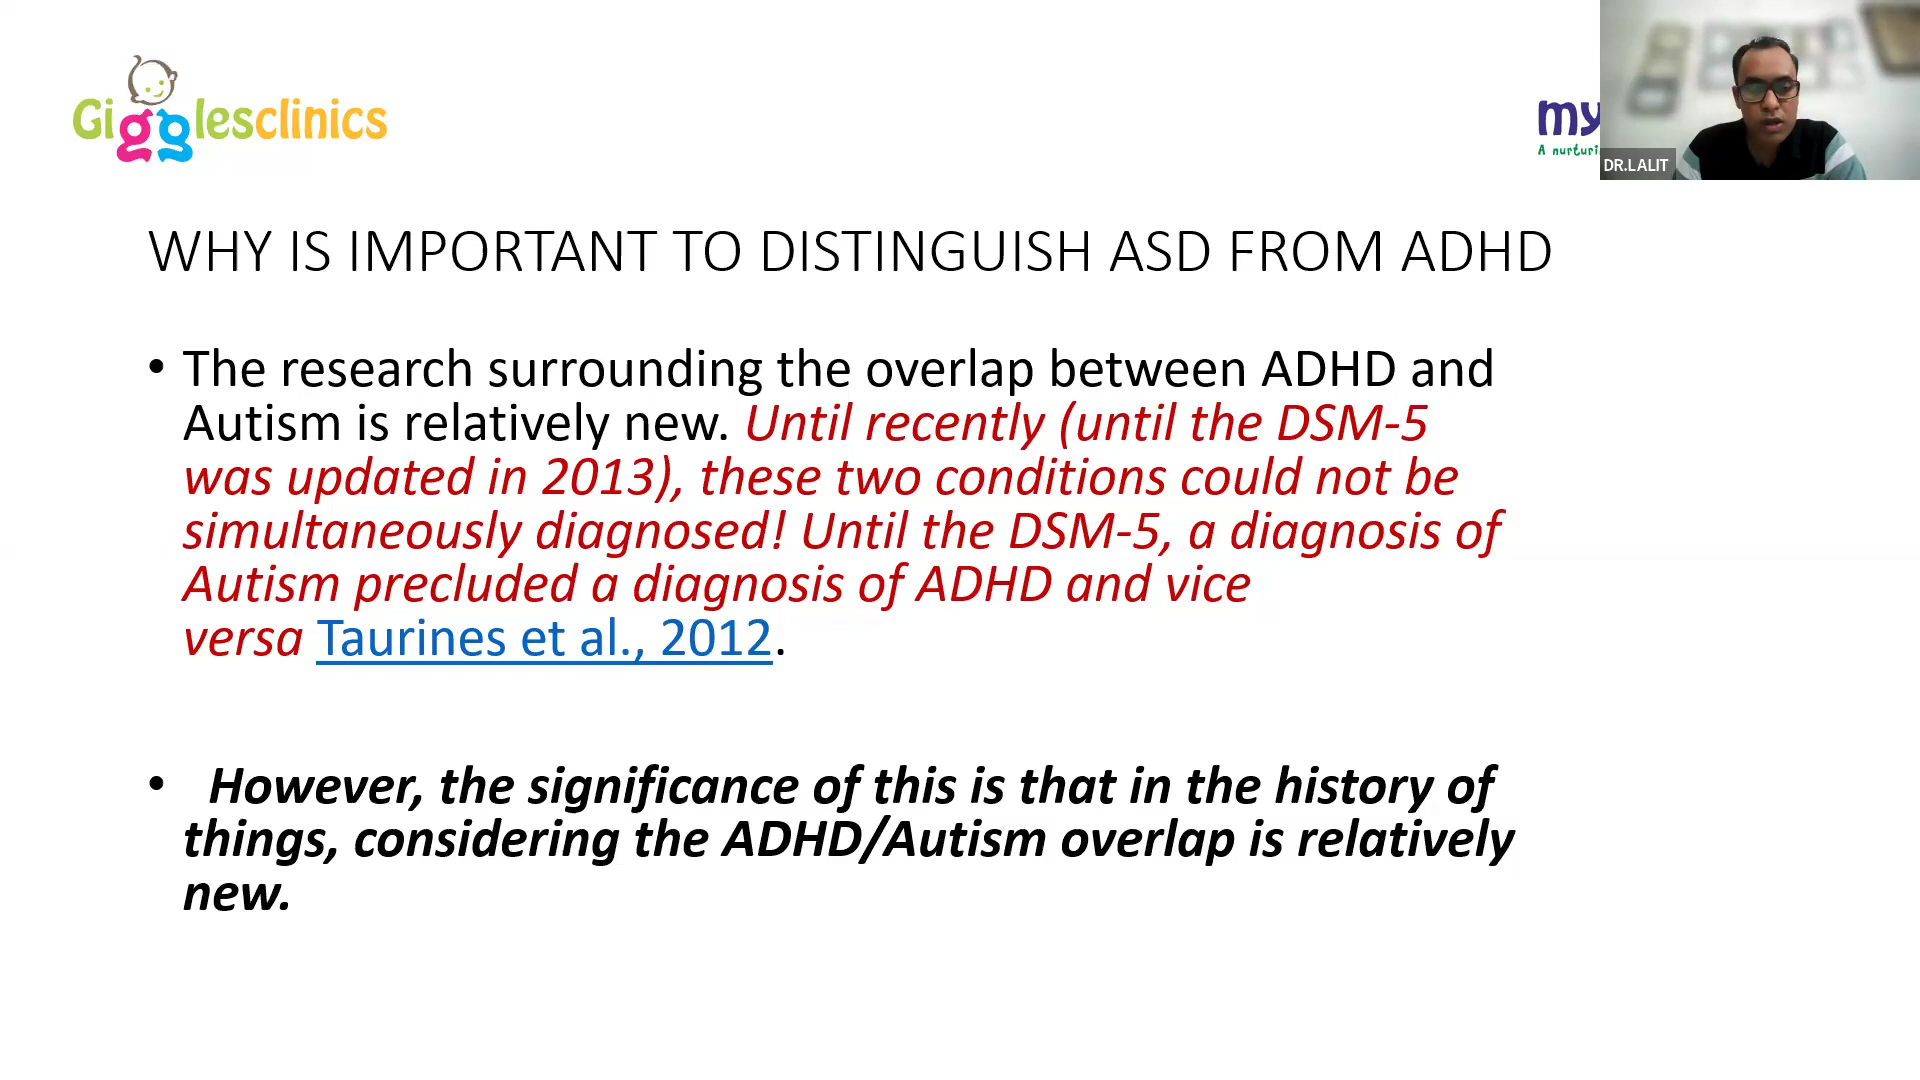 Gigglesclinics
my
A nurturi
DR.LALIT
WHY IS IMPORTANT TO DISTINGUISH ASD FROM ADHD
• The research surrounding the overlap between ADHD and
Autism is relatively new. Until recently (until the DSM-5
was updated in 2013), these two conditions could not be
simultaneously diagnosed! Until the DSM-5, a diagnosis of
Autism precluded a diagnosis of ADHD and vice
versa Taurines et al., 2012.
• However, the significance of this is that in the history of
things, considering the ADHD/Autism overlap is relatively
new.